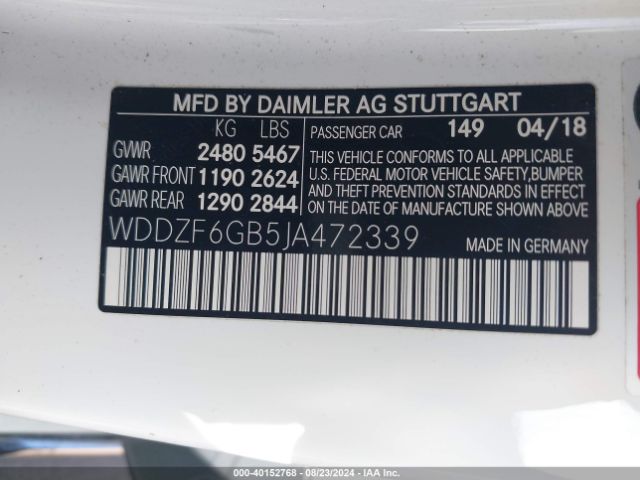 MFD BY DAIMLER AG STUTTGART
KG LBS
GVWR 2480 5467
GAWR FRONT 1190 2624
GAWR REAR 1290 2844
PASSENGER CAR 149 04/18
THIS VEHICLE CONFORMS TO ALL APPLICABLE
U.S. FEDERAL MOTOR VEHICLE SAFETY,BUMPER
AND THEFT PREVENTION STANDARDS IN EFFECT
ON THE DATE OF MANUFACTURE SHOWN ABOVE.
WDDZF6GB5JA472339 MADE IN GERMANY
000-40152768 - 08/23/2024 - IAA Inc.